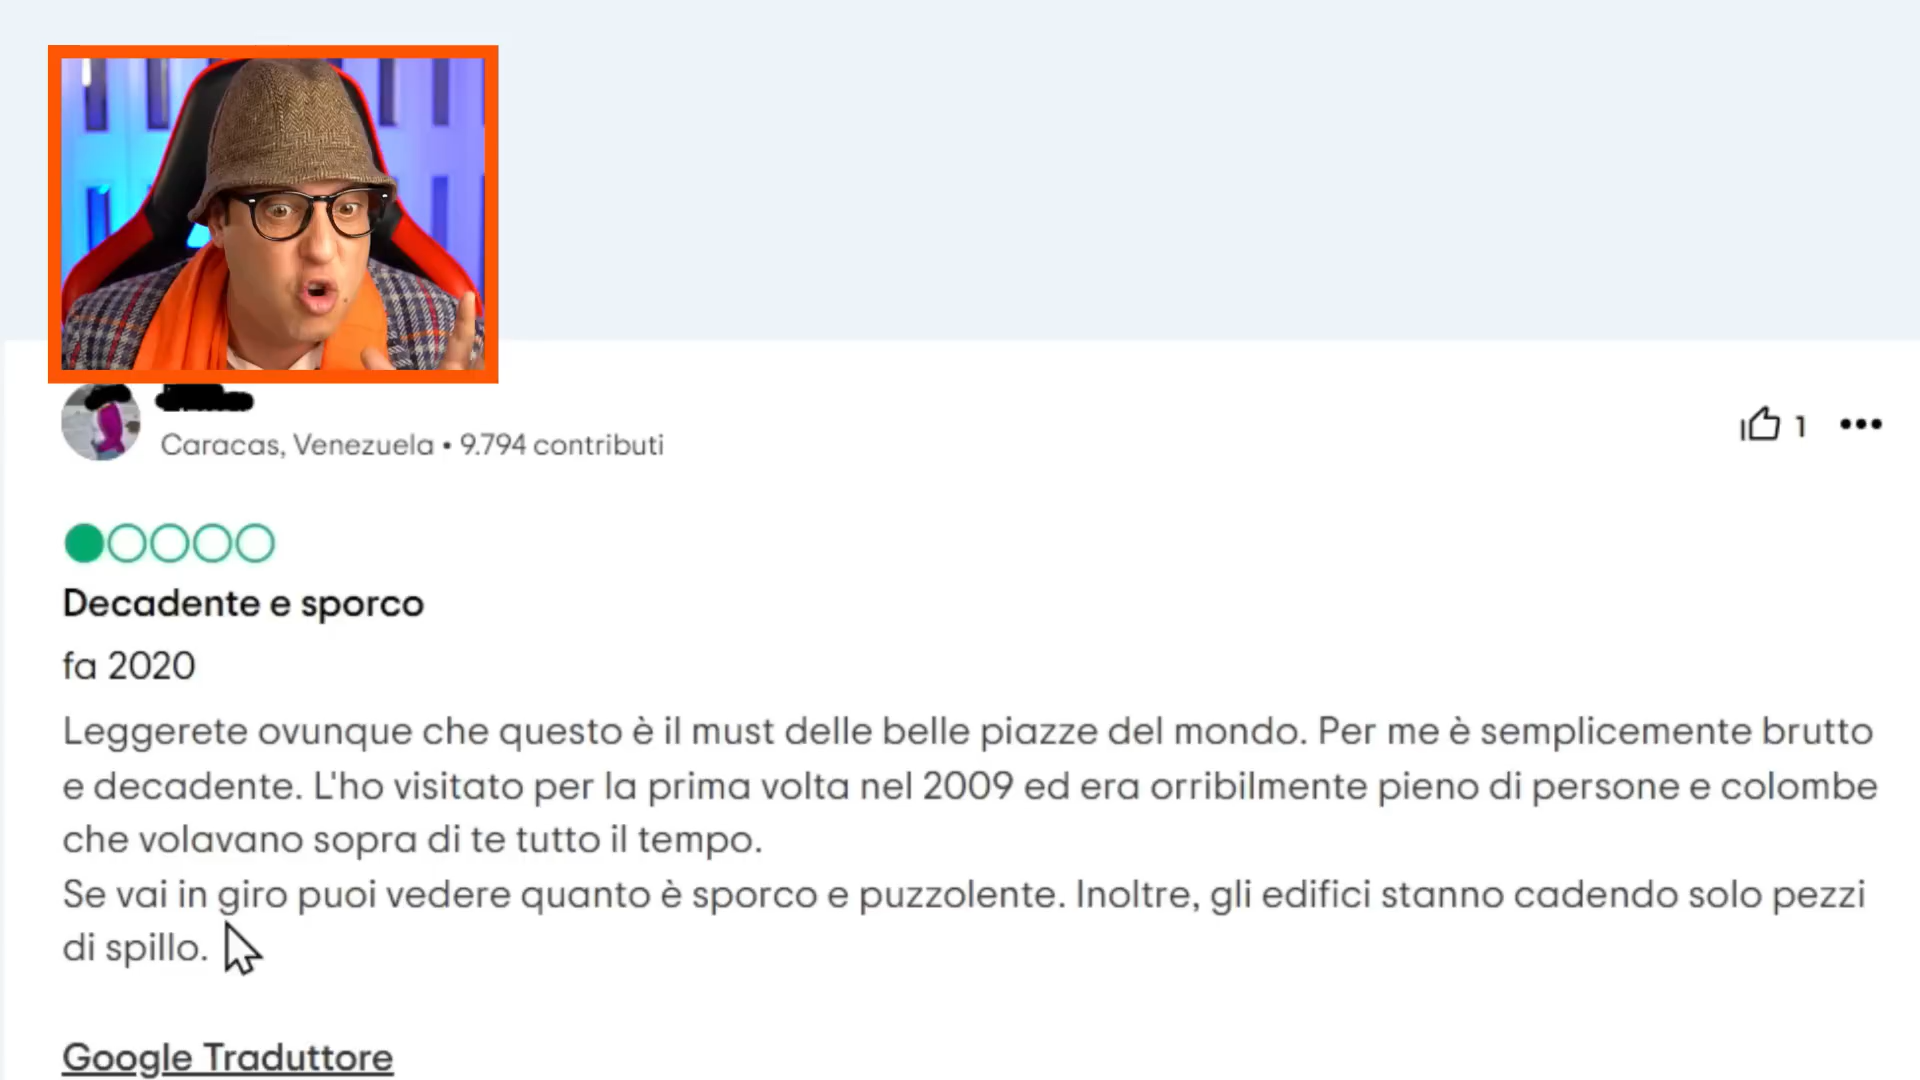 Caracas, Venezuela • 9.794 contributi
1
Decadente e sporco
fa 2020
Leggerete ovunque che questo è il must delle belle piazze del mondo. Per me è semplicemente brutto
e decadente. L'ho visitato per la prima volta nel 2009 ed era orribilmente pieno di persone e colombe
che volavano sopra di te tutto il tempo.
Se vai in giro puoi vedere quanto è sporco e puzzolente. Inoltre, gli edifici stanno cadendo solo pezzi
di spillo.
Google Traduttore